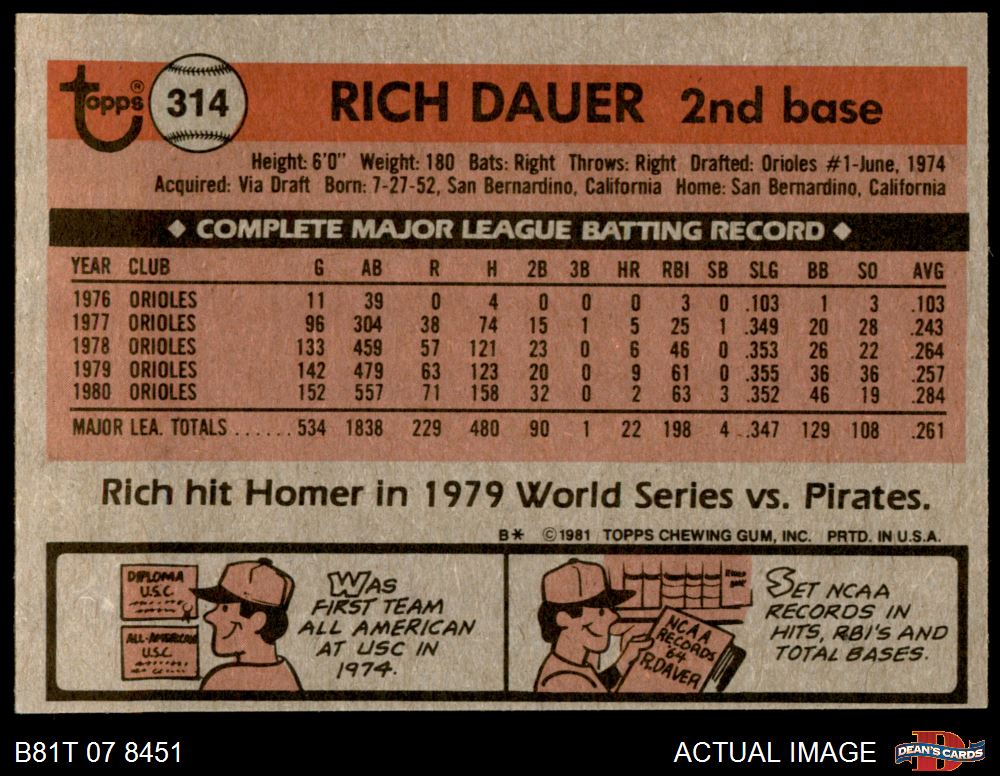 topps® 314 RICH DAUER 2nd base
Height: 6'0" Weight: 180 Bats: Right Throws: Right Drafted: Orioles #1-June, 1974
Acquired: Via Draft Born: 7-27-52, San Bernardino, California Home: San Bernardino, California
◆ COMPLETE MAJOR LEAGUE BATTING RECORD ◆
YEAR CLUB G AB R H 2B 3B HR RBI SB SLG BB SO AVG
1976 ORIOLES 11 39 0 4 0 0 0 3 0 .103 1 3 .103
1977 ORIOLES 96 304 38 74 15 1 5 25 1 .349 20 28 .243
1978 ORIOLES 133 459 57 121 23 0 6 46 0 .353 26 22 .264
1979 ORIOLES 142 479 63 123 20 0 9 61 0 .355 36 36 .257
1980 ORIOLES 152 557 71 158 32 0 2 63 3 .352 46 19 .284
MAJOR LEA. TOTALS ...... 534 1838 229 480 90 1 22 198 4 .347 129 108 .261
Rich hit Homer in 1979 World Series vs. Pirates.
B* ©1981 TOPPS CHEWING GUM, INC. PRTD. IN U.S.A.
DIPLOMA
U.S.C.
ALL-AMERICAN
U.S.C.
WAS
FIRST TEAM
ALL AMERICAN
AT USC IN
1974.
NCAA
RECORDS
R. DAUER
SET NCAA
RECORDS IN
HITS, RBI'S AND
TOTAL BASES.
B81T 07 8451
ACTUAL IMAGE
DEAN'S CARDS